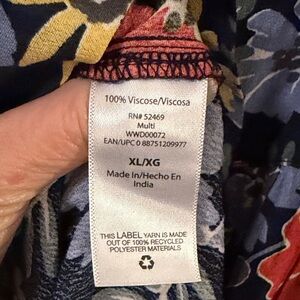 100% Viscose/Viscosa
RN# 52469
Multi
WWD00072
EAN/UPC 0 88751209977
XL/XG
Made In/Hecho En
India
THIS LABEL YARN IS MADE
OUT OF 100% RECYCLED
POLYESTER MATERIALS